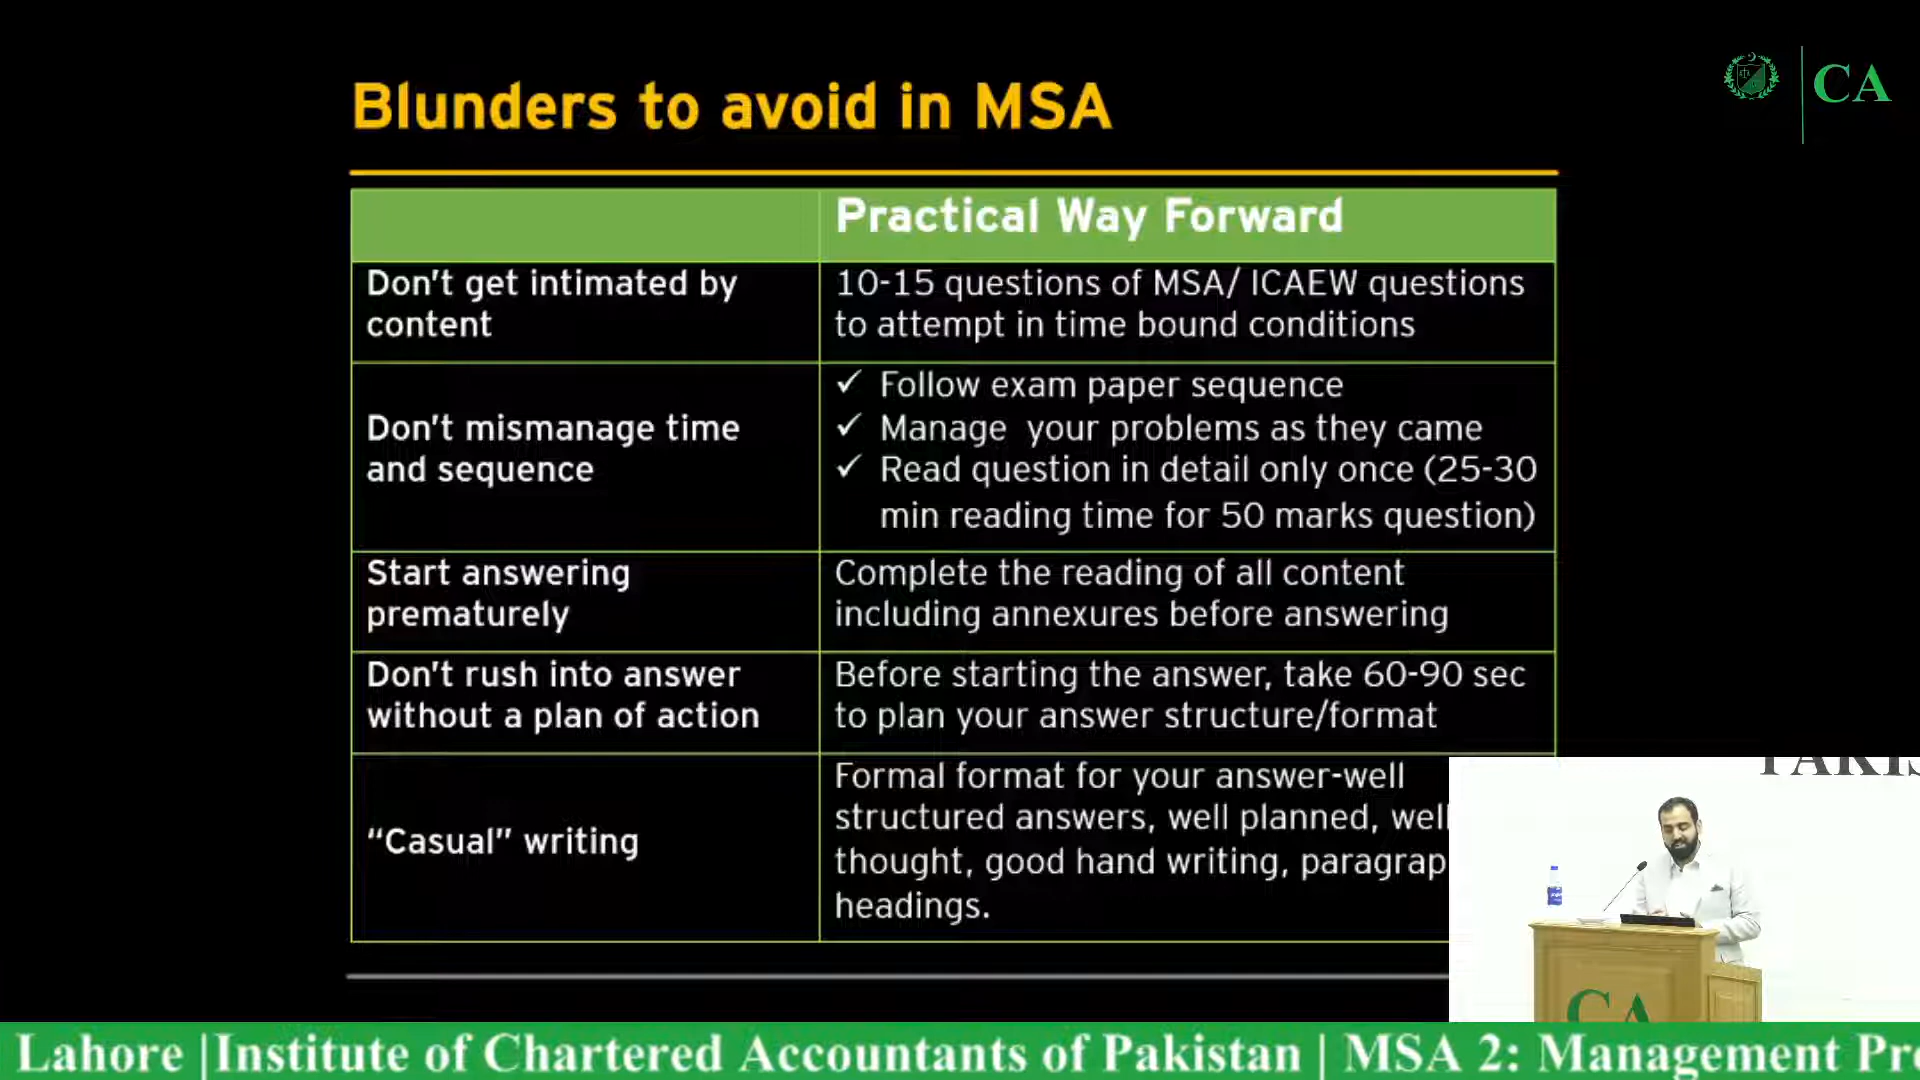 CA
Blunders to avoid in MSA
Practical Way Forward
Don't get intimated by
content
10-15 questions of MSA/ ICAEW questions
to attempt in time bound conditions
Don't mismanage time
and sequence
✓ Follow exam paper sequence
✓ Manage your problems as they came
✓ Read question in detail only once (25-30
min reading time for 50 marks question)
Start answering
prematurely
Complete the reading of all content
including annexures before answering
Don't rush into answer
without a plan of action
Before starting the answer, take 60-90 sec
to plan your answer structure/format
"Casual" writing
Formal format for your answer-well
structured answers, well planned, well
thought, good hand writing, paragrap
headings.
PAKIS
CA
Lahore |Institute of Chartered Accountants of Pakistan | MSA 2: Management Pr